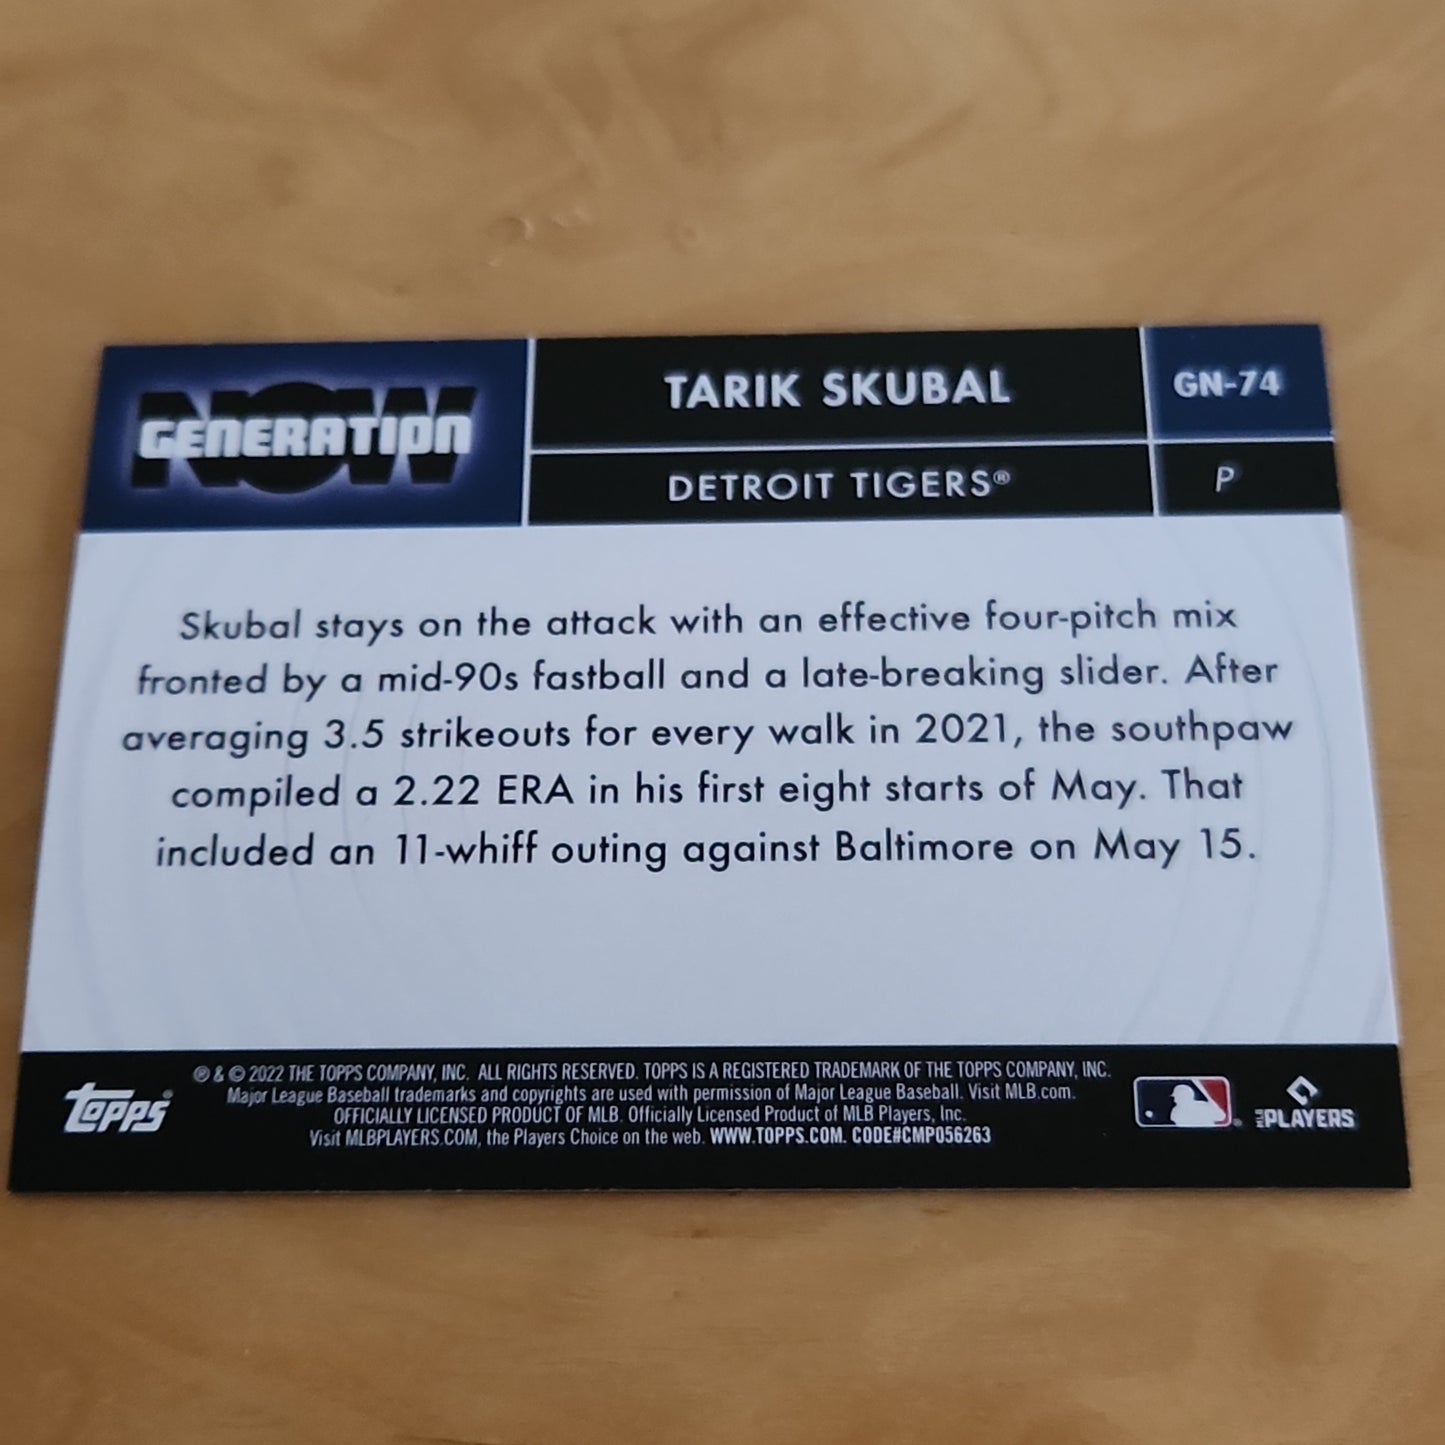 NOW
GENERATION
TARIK SKUBAL
GN-74
DETROIT TIGERS®
P
Skubal stays on the attack with an effective four-pitch mix
fronted by a mid-90s fastball and a late-breaking slider. After
averaging 3.5 strikeouts for every walk in 2021, the southpaw
compiled a 2.22 ERA in his first eight starts of May. That
included an 11-whiff outing against Baltimore on May 15.
topps®
® & © 2022 THE TOPPS COMPANY, INC. ALL RIGHTS RESERVED. TOPPS IS A REGISTERED TRADEMARK OF THE TOPPS COMPANY, INC.
Major League Baseball trademarks and copyrights are used with permission of Major League Baseball. Visit MLB.com.
OFFICIALLY LICENSED PRODUCT OF MLB. Officially Licensed Product of MLB Players, Inc.
Visit MLBPLAYERS.COM, the Players Choice on the web. WWW.TOPPS.COM. CODE#CMP056263
MLB PLAYERS